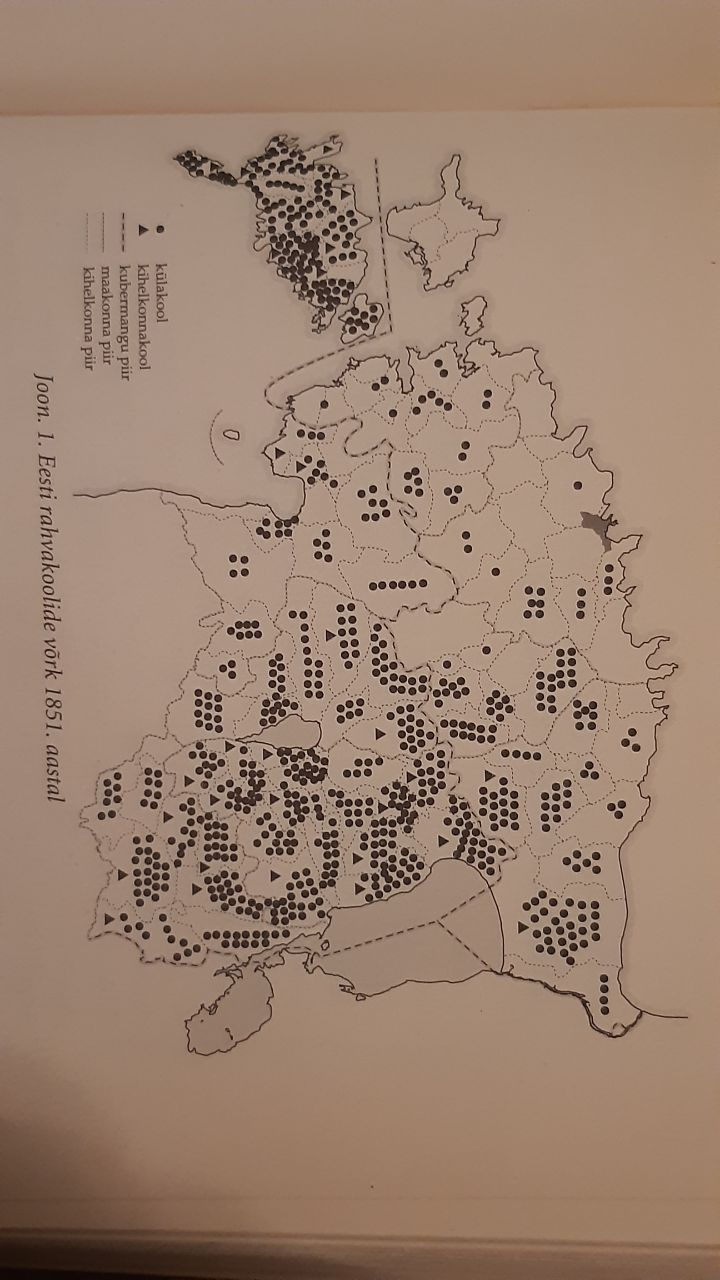 külakool
kihelkonnakool
kubermangu piir
maakonna piir
kihelkonna piir
Joon. 1. Eesti rahvakoolide võrk 1851. aastal